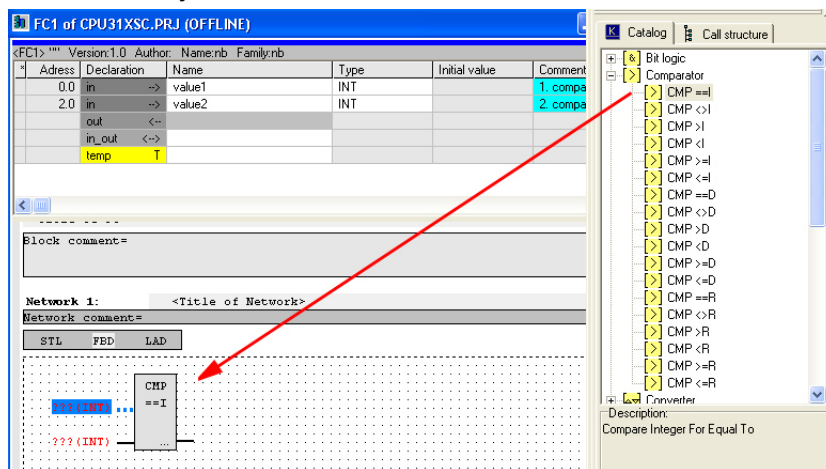 FC1 of CPU31XSC.PRJ (OFFLINE)
<FC1> "" Version:1.0 Author: Name:nb Family:nb
* Adress Declaration Name Type Initial value Comment
0.0 in --> value1 INT 1. compa
2.0 in --> value2 INT 2. compa
out <--
in_out <-->
temp T
Block comment=
Network 1: <Title of Network>
Network comment=
STL FBD LAD
CMP
==I
???(INT) ...
???(INT) ...
Catalog Call structure
Bit logic
Comparator
CMP ==I
CMP <>I
CMP >I
CMP <I
CMP >=I
CMP <=I
CMP ==D
CMP <>D
CMP >D
CMP <D
CMP >=D
CMP <=D
CMP ==R
CMP <>R
CMP >R
CMP <R
CMP >=R
CMP <=R
Converter
Description:
Compare Integer For Equal To